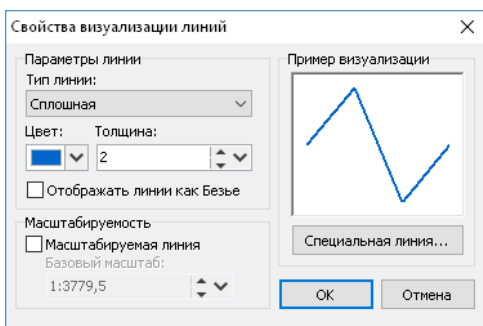 Свойства визуализации линий
Параметры линии
Тип линии:
Сплошная
Цвет:
Толщина:
2
Отображать линии как Безье
Масштабируемость
Масштабируемая линия
Базовый масштаб:
1:3779,5
Пример визуализации
Специальная линия...
ОК
Отмена